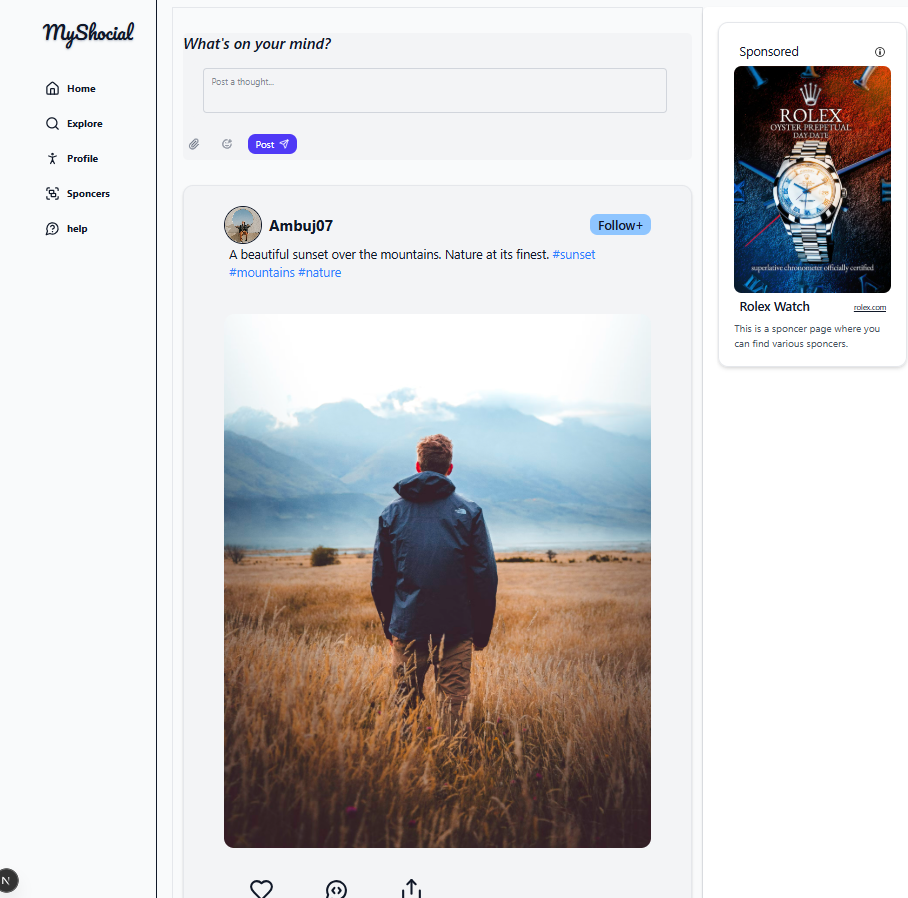 MyShocial
Home
Explore
Profile
Sponcers
help
What's on your mind?
Post a thought...
Post
Ambuj07
Follow+
A beautiful sunset over the mountains. Nature at its finest. #sunset
#mountains #nature
Sponsored
ROLEX
OYSTER PREPETUAL
DAY-DATE
superlative chronometer officially certified
Rolex Watch
rolex.com
This is a sponcer page where you
can find various sponcers.
N